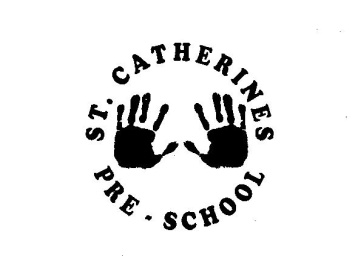 ST. CATHERINES
PRE - SCHOOL